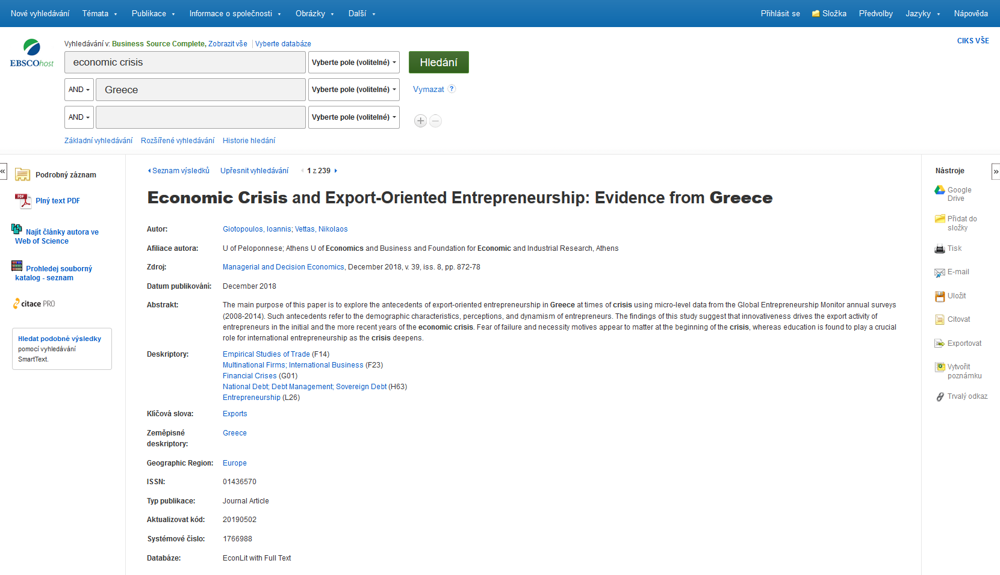 Nové vyhledávání Témata Publikace Informace o společnosti Obrázky Další Přihlásit se Složka Předvolby Jazyky Nápověda
EBSCOhost
Vyhledávání v: Business Source Complete, Zobrazit vše Vyberte databáze
CIKS VŠE
economic crisis Vyberte pole (volitelné) Hledání
AND Greece Vyberte pole (volitelné) Vymazat ?
AND Vyberte pole (volitelné) + −
Základní vyhledávání Rozšířené vyhledávání Historie hledání
«
Podrobný záznam
PDF
Plný text PDF
Najít články autora ve
Web of Science
Prohledej souborný
katalog - seznam
citace PRO
Hledat podobné výsledky
pomocí vyhledávání
SmartText.
Seznam výsledků Upřesnit vyhledávání 1 z 239
Economic Crisis and Export-Oriented Entrepreneurship: Evidence from Greece
Autor: Giotopoulos, Ioannis; Vettas, Nikolaos
Afiliace autora: U of Peloponnese; Athens U of Economics and Business and Foundation for Economic and Industrial Research, Athens
Zdroj: Managerial and Decision Economics, December 2018, v. 39, iss. 8, pp. 872-78
Datum publikování: December 2018
Abstrakt: The main purpose of this paper is to explore the antecedents of export-oriented entrepreneurship in Greece at times of crisis using micro-level data from the Global Entrepreneurship Monitor annual surveys
(2008-2014). Such antecedents refer to the demographic characteristics, perceptions, and dynamism of entrepreneurs. The findings of this study suggest that innovativeness drives the export activity of
entrepreneurs in the initial and the more recent years of the economic crisis. Fear of failure and necessity motives appear to matter at the beginning of the crisis, whereas education is found to play a crucial
role for international entrepreneurship as the crisis deepens.
Deskriptory: Empirical Studies of Trade (F14)
Multinational Firms; International Business (F23)
Financial Crises (G01)
National Debt; Debt Management; Sovereign Debt (H63)
Entrepreneurship (L26)
Klíčová slova: Exports
Zeměpisné Greece
deskriptory:
Geographic Region: Europe
ISSN: 01436570
Typ publikace: Journal Article
Aktualizovat kód: 20190502
Systémové číslo: 1766988
Databáze: EconLit with Full Text
Nástroje
»
Google
Drive
Přidat do
složky
Tisk
E-mail
Uložit
Citovat
Exportovat
Vytvořit
poznámku
Trvalý odkaz